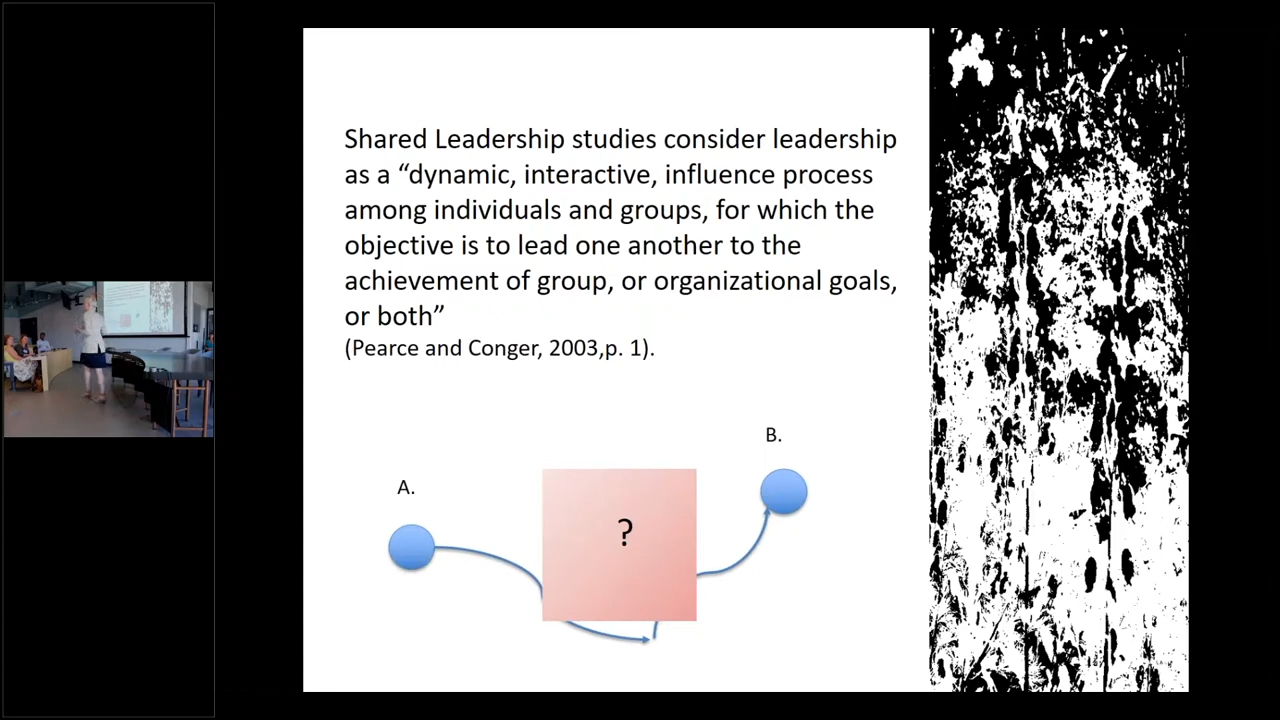 Shared Leadership studies consider leadership
as a “dynamic, interactive, influence process
among individuals and groups, for which the
objective is to lead one another to the
achievement of group, or organizational goals,
or both”
(Pearce and Conger, 2003,p. 1).
B.
A.
?